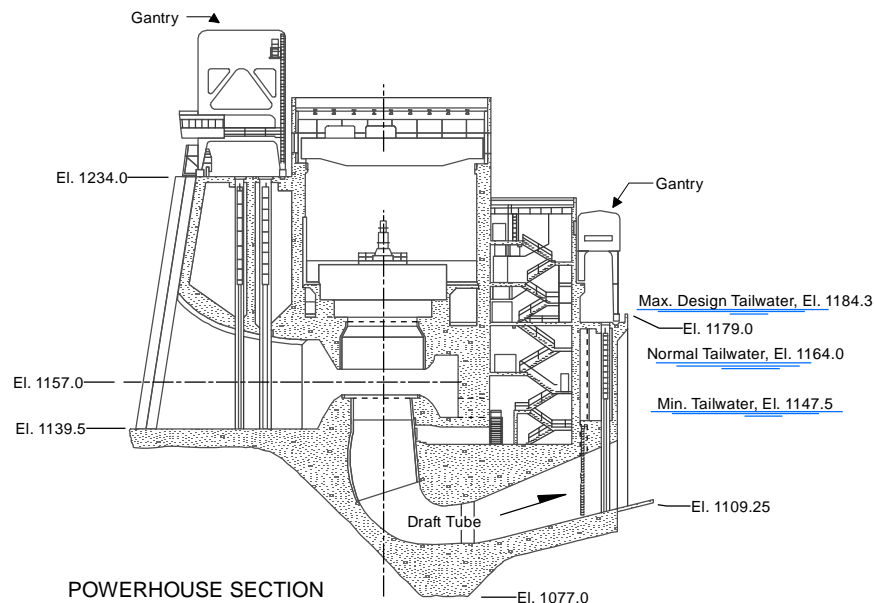 Gantry
El. 1234.0
Gantry
Max. Design Tailwater, El. 1184.3
El. 1179.0
Normal Tailwater, El. 1164.0
El. 1157.0
Min. Tailwater, El. 1147.5
El. 1139.5
El. 1109.25
Draft Tube
POWERHOUSE SECTION
El. 1077.0